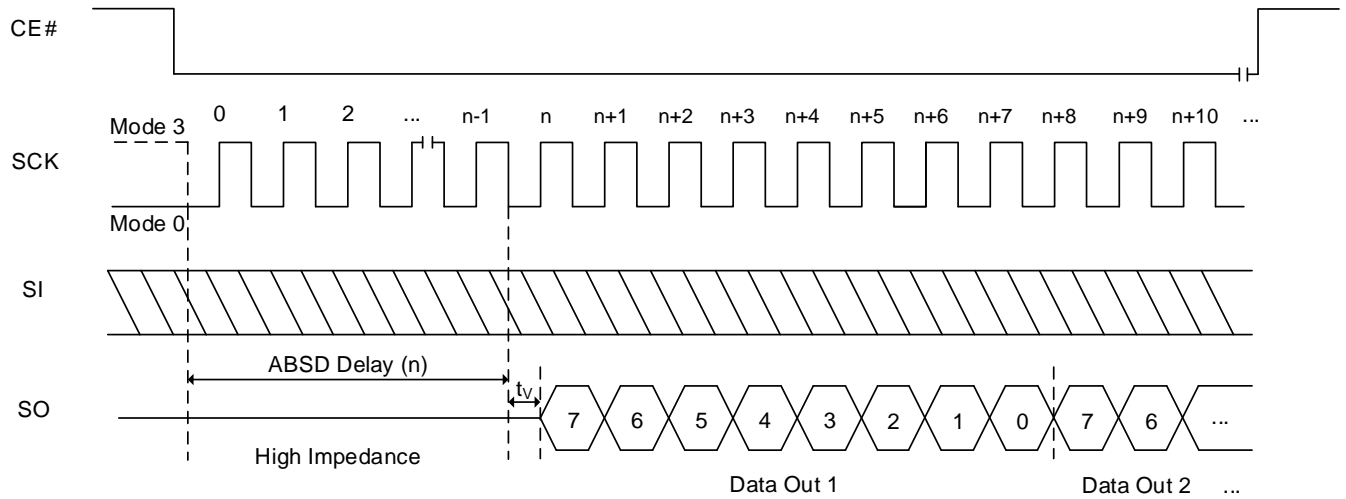 CE#
0 1 2 ... n-1 n n+1 n+2 n+3 n+4 n+5 n+6 n+7 n+8 n+9 n+10 ...
Mode 3
SCK
Mode 0
SI
ABSD Delay (n)
tV
SO
7 6 5 4 3 2 1 0 7 6 ...
High Impedance
Data Out 1 Data Out 2 ...